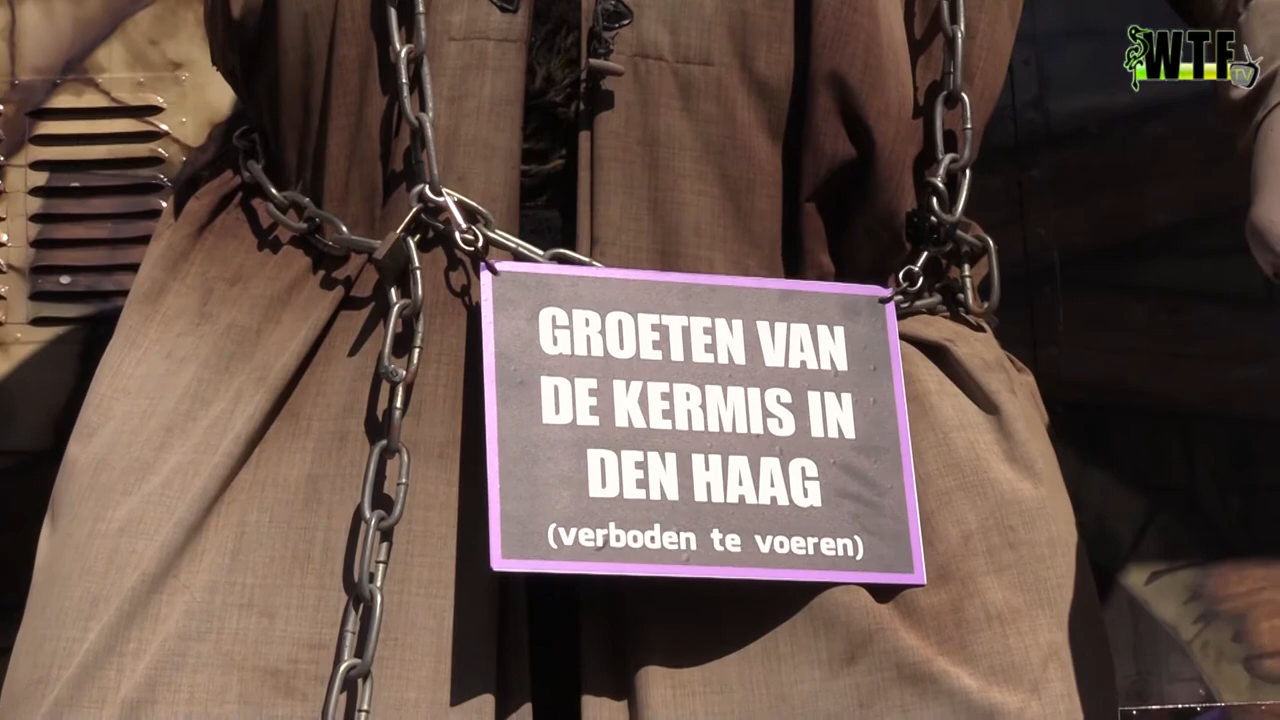 WTF
TV
GROETEN VAN
DE KERMIS IN
DEN HAAG
(verboden te voeren)